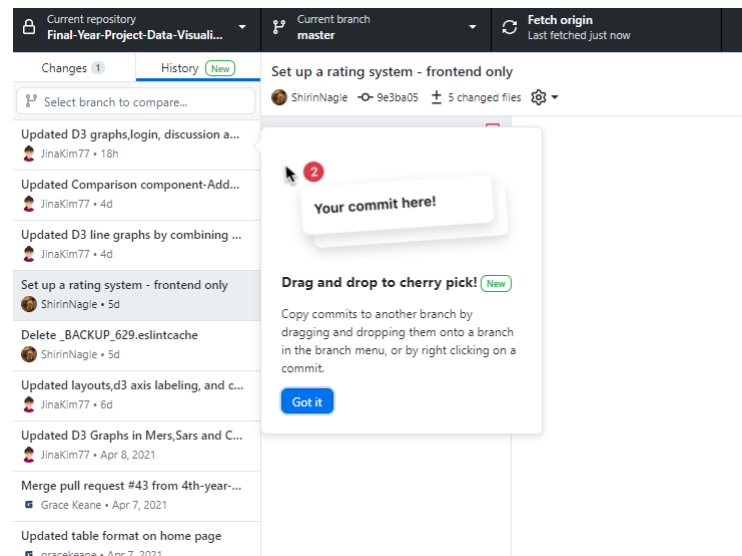 Current repository
Final-Year-Project-Data-Visuali...
Current branch
master
Fetch origin
Last fetched just now
Changes 1
History New
Select branch to compare...
Set up a rating system - frontend only
ShirinNagle 9e3ba05 5 changed files
Updated D3 graphs,login, discussion a...
JinaKim77 • 18h
Updated Comparison component-Add...
JinaKim77 • 4d
Updated D3 line graphs by combining ...
JinaKim77 • 4d
Set up a rating system - frontend only
ShirinNagle • 5d
Delete _BACKUP_629.eslintcache
ShirinNagle • 5d
Updated layouts,d3 axis labeling, and c...
JinaKim77 • 6d
Updated D3 Graphs in Mers,Sars and C...
JinaKim77 • Apr 8, 2021
Merge pull request #43 from 4th-year-...
Grace Keane • Apr 7, 2021
Updated table format on home page
gracekeane • Apr 7, 2021
2
Your commit here!
Drag and drop to cherry pick! New
Copy commits to another branch by
dragging and dropping them onto a branch
in the branch menu, or by right clicking on a
commit.
Got it